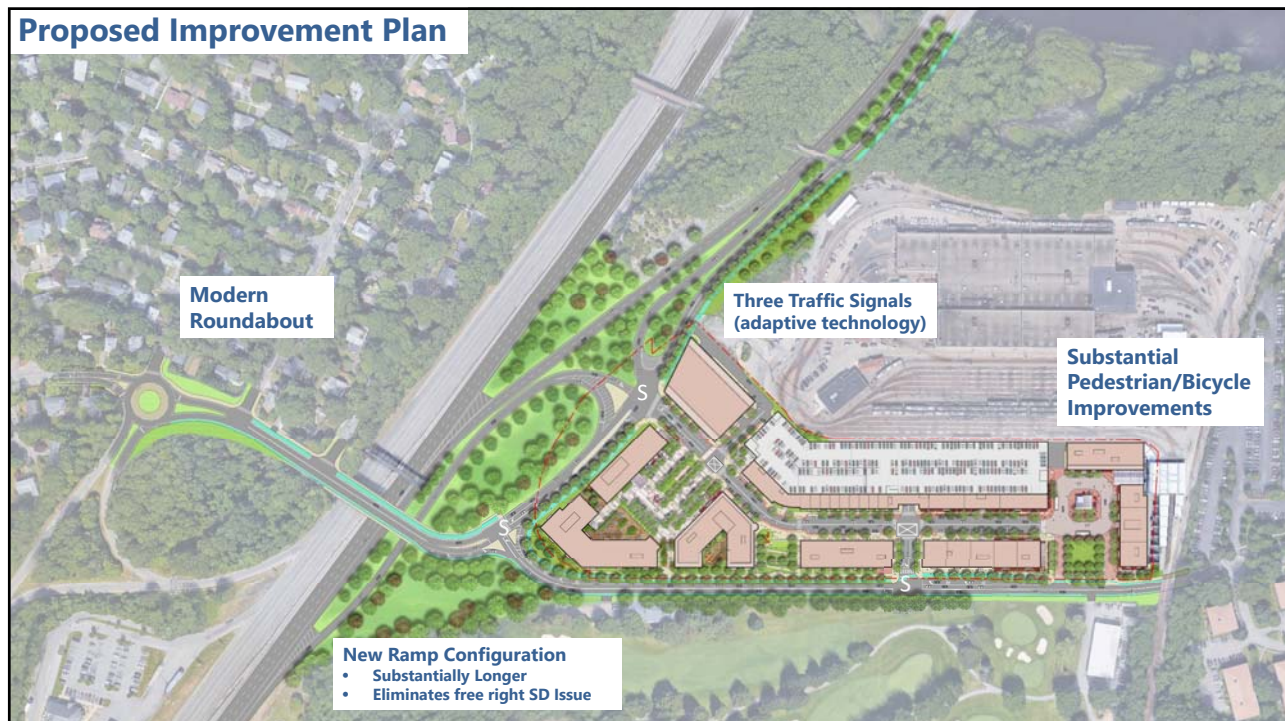 Proposed Improvement Plan
Modern
Roundabout
Three Traffic Signals
(adaptive technology)
Substantial
Pedestrian/Bicycle
Improvements
S
S
S
New Ramp Configuration
• Substantially Longer
• Eliminates free right SD Issue